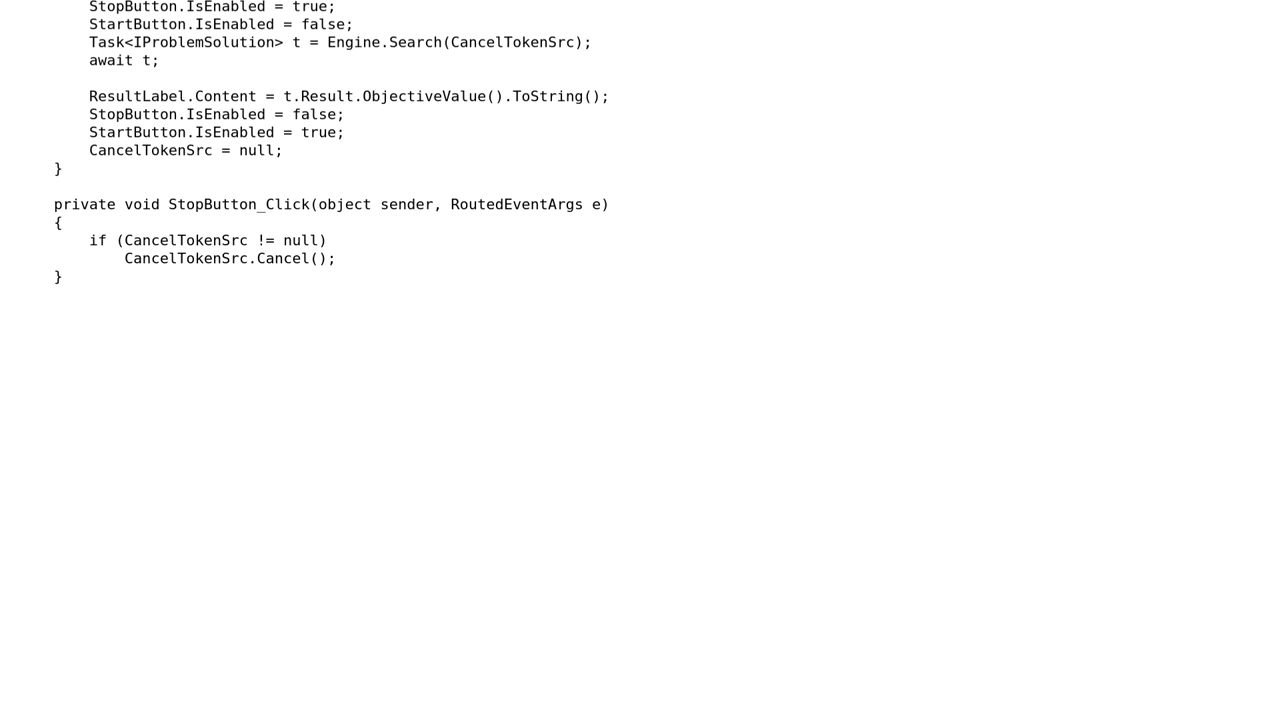 StopButton.IsEnabled = true;
StartButton.IsEnabled = false;
Task<IProblemSolution> t = Engine.Search(CancelTokenSrc);
await t;
ResultLabel.Content = t.Result.ObjectiveValue().ToString();
StopButton.IsEnabled = false;
StartButton.IsEnabled = true;
CancelTokenSrc = null;
}
private void StopButton_Click(object sender, RoutedEventArgs e)
{
if (CancelTokenSrc != null)
CancelTokenSrc.Cancel();
}